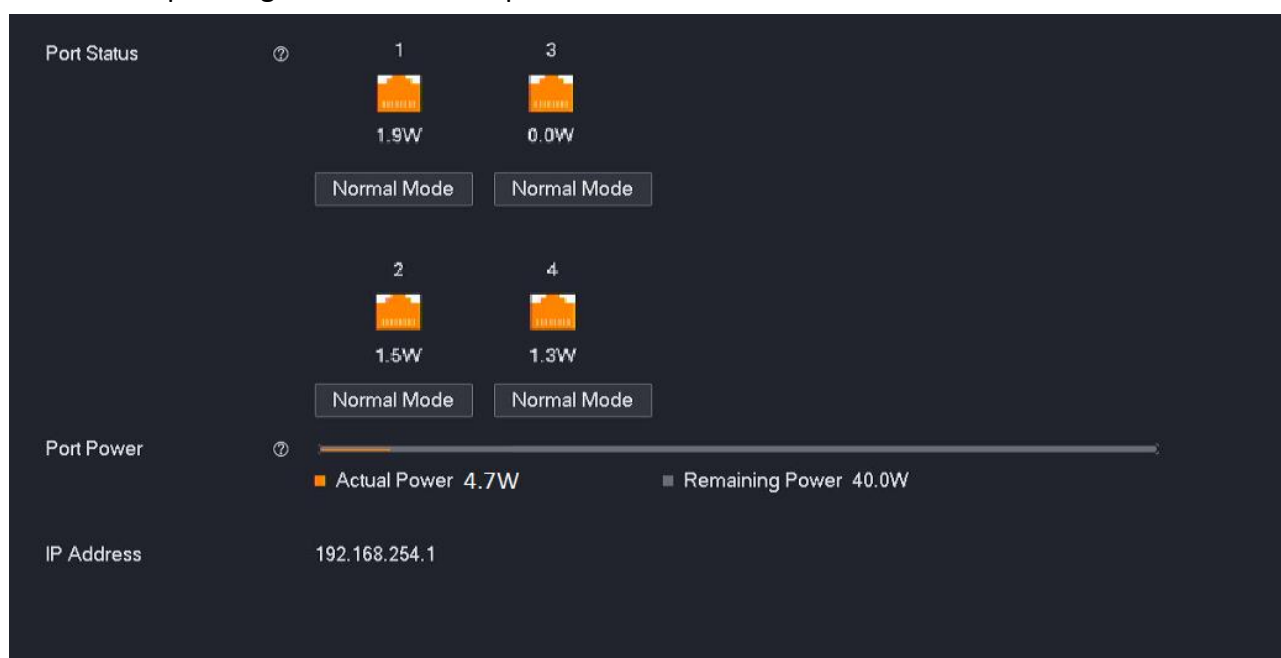 Port Status ? 1 3
1.9W 0.0W
Normal Mode Normal Mode
2 4
1.5W 1.3W
Normal Mode Normal Mode
Port Power ?
Actual Power 4.7W Remaining Power 40.0W
IP Address 192.168.254.1